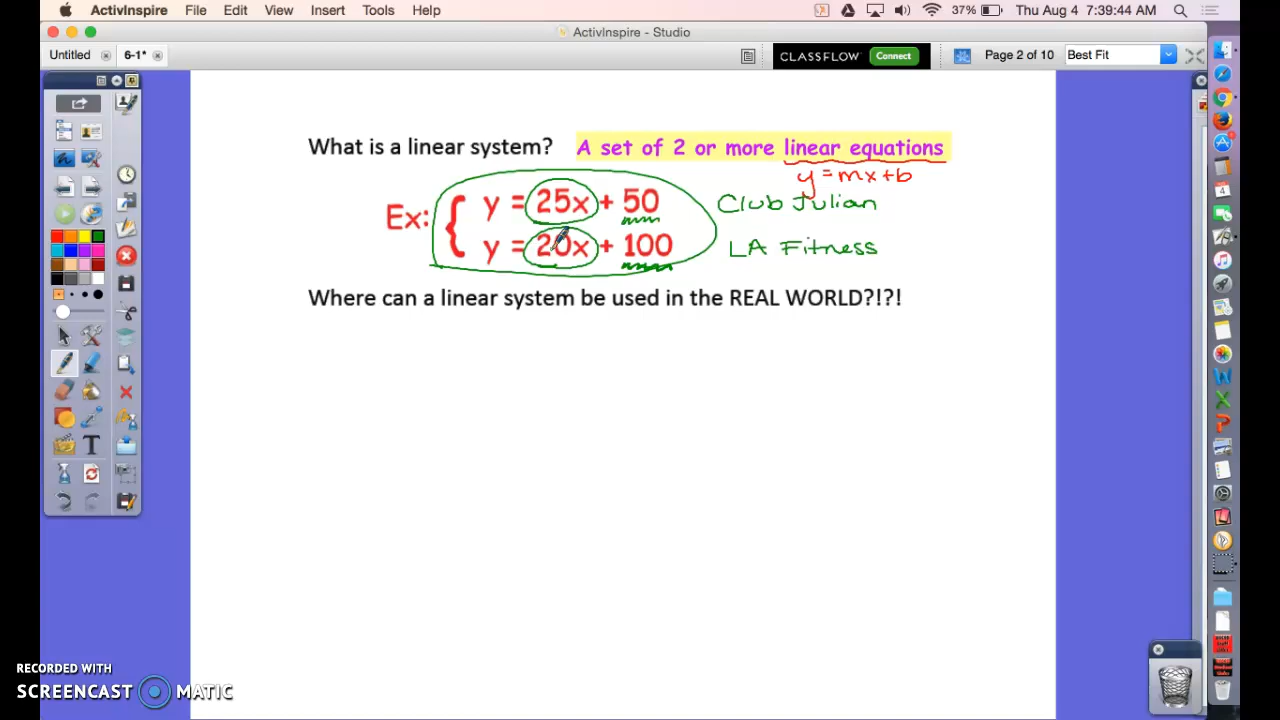 ActivInspire File Edit View Insert Tools Help 37% Thu Aug 4 7:39:44 AM
ActivInspire - Studio
Untitled 6-1* CLASSFLOW Connect Page 2 of 10 Best Fit
What is a linear system? A set of 2 or more linear equations
y = mx + b
Ex: { y = 25x + 50 Club Julian
y = 20x + 100 LA Fitness
Where can a linear system be used in the REAL WORLD?!?!
RECORDED WITH
SCREENCAST MATIC